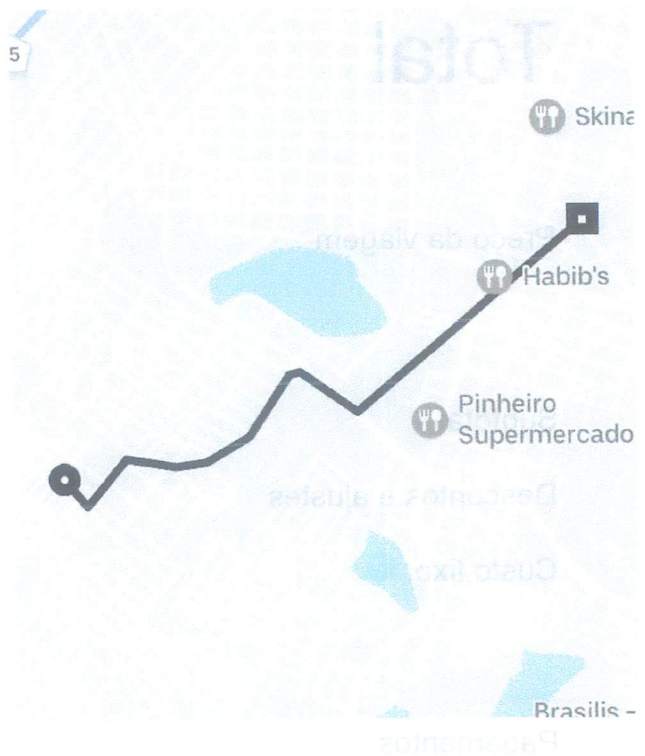 5
Total
Skina
Preço da viagem
Habib's
Pinheiro
Supermercado
Descontos e ajustes
Custo fixo
Brasilis –
Pagamentos